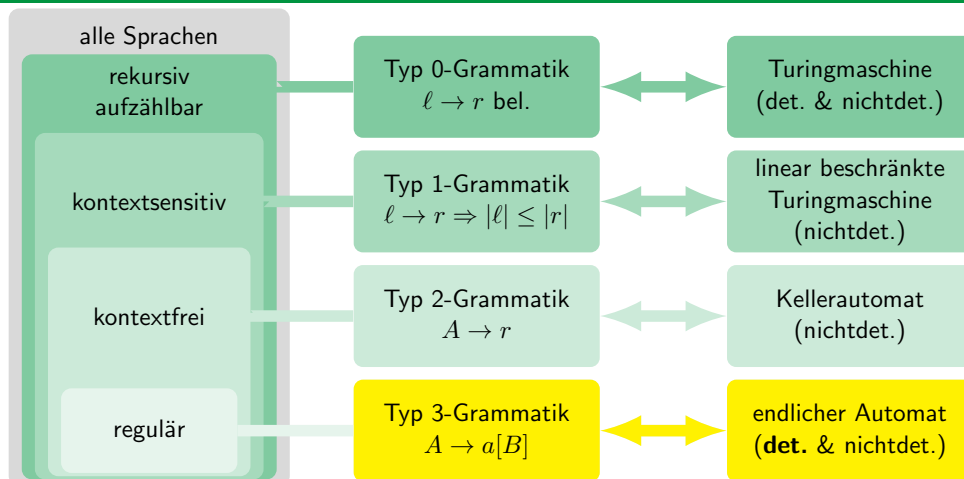 alle Sprachen
rekursiv
aufzählbar
kontextsensitiv
kontextfrei
regulär
Typ 0-Grammatik
ℓ → r bel.
Turingmaschine
(det. & nichtdet.)
Typ 1-Grammatik
ℓ → r ⇒ |ℓ| ≤ |r|
linear beschränkte
Turingmaschine
(nichtdet.)
Typ 2-Grammatik
A → r
Kellerautomat
(nichtdet.)
Typ 3-Grammatik
A → a[B]
endlicher Automat
(det. & nichtdet.)